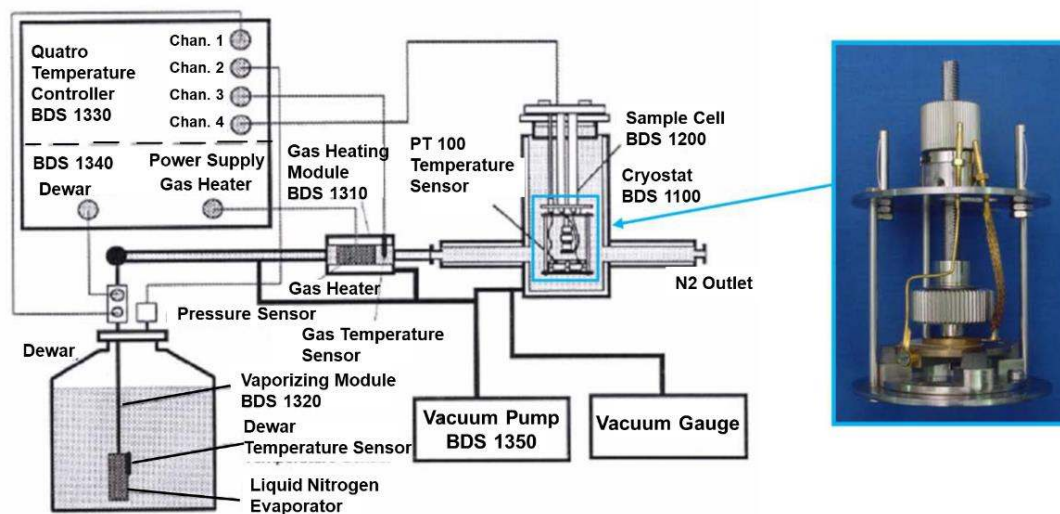 Quatro
Temperature
Controller
BDS 1330
Chan. 1
Chan. 2
Chan. 3
Chan. 4
BDS 1340
Dewar
Power Supply
Gas Heater
Gas Heating
Module
BDS 1310
PT 100
Temperature
Sensor
Sample Cell
BDS 1200
Cryostat
BDS 1100
N2 Outlet
Gas Heater
Pressure Sensor
Gas Temperature
Sensor
Dewar
Vaporizing Module
BDS 1320
Dewar
Temperature Sensor
Liquid Nitrogen
Evaporator
Vacuum Pump
BDS 1350
Vacuum Gauge